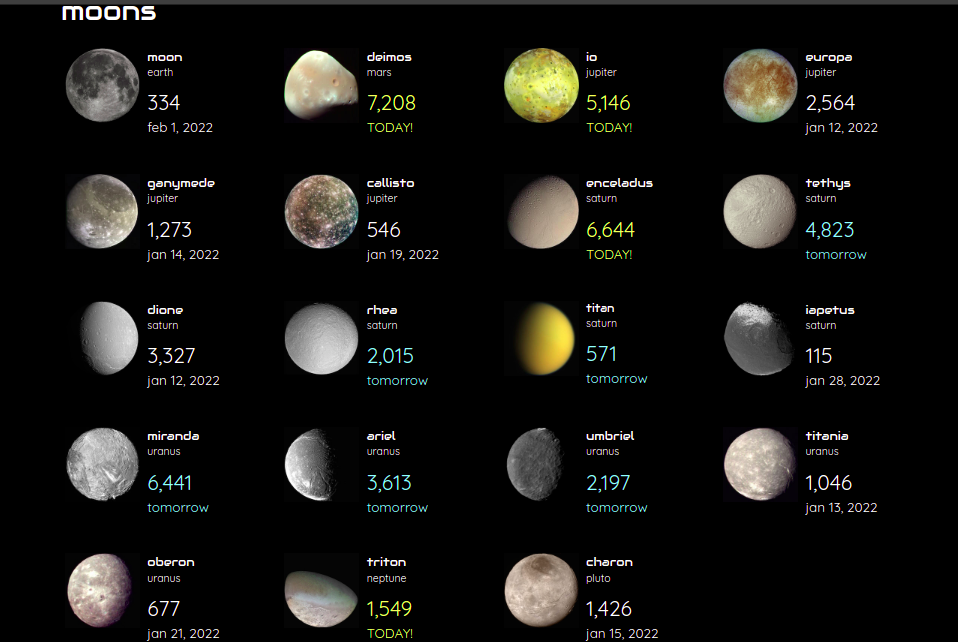 moons
moon
earth
334
feb 1, 2022
deimos
mars
7,208
TODAY!
io
jupiter
5,146
TODAY!
europa
jupiter
2,564
jan 12, 2022
ganymede
jupiter
1,273
jan 14, 2022
callisto
jupiter
546
jan 19, 2022
enceladus
saturn
6,644
TODAY!
tethys
saturn
4,823
tomorrow
dione
saturn
3,327
jan 12, 2022
rhea
saturn
2,015
tomorrow
titan
saturn
571
tomorrow
iapetus
saturn
115
jan 28, 2022
miranda
uranus
6,441
tomorrow
ariel
uranus
3,613
tomorrow
umbriel
uranus
2,197
tomorrow
titania
uranus
1,046
jan 13, 2022
oberon
uranus
677
jan 21, 2022
triton
neptune
1,549
TODAY!
charon
pluto
1,426
jan 15, 2022